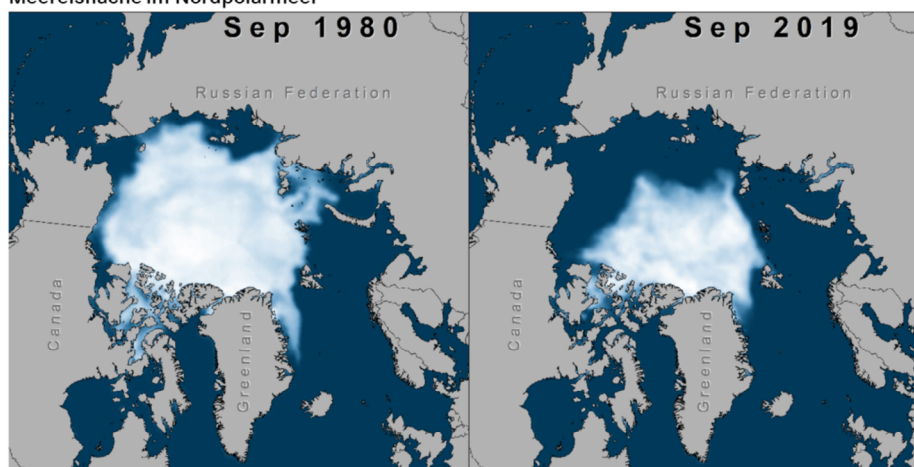 Meereisfläche im Nordpolarmeer
Sep 1980
Sep 2019
Russian Federation
Russian Federation
Canada
Greenland
Canada
Greenland